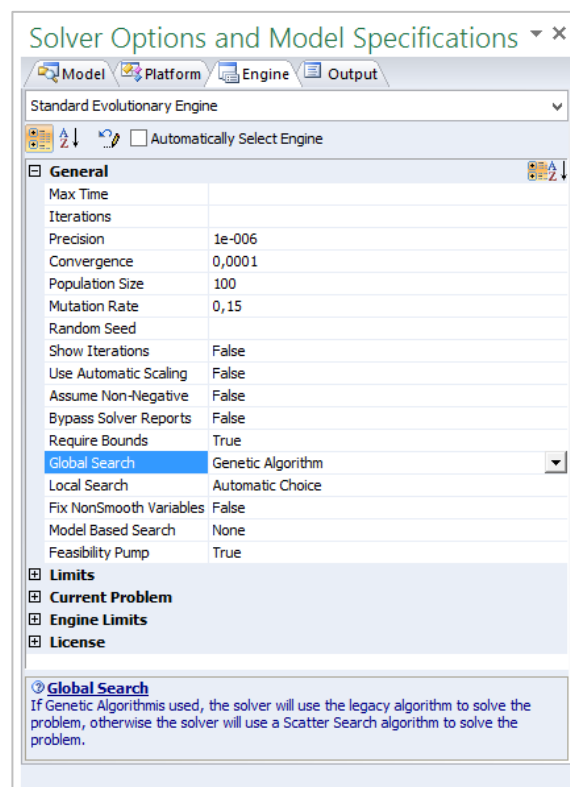 Solver Options and Model Specifications
Model Platform Engine Output
Standard Evolutionary Engine
Automatically Select Engine
General
Max Time
Iterations
Precision 1e-006
Convergence 0,0001
Population Size 100
Mutation Rate 0,15
Random Seed
Show Iterations False
Use Automatic Scaling False
Assume Non-Negative False
Bypass Solver Reports False
Require Bounds True
Global Search Genetic Algorithm
Local Search Automatic Choice
Fix NonSmooth Variables False
Model Based Search None
Feasibility Pump True
Limits
Current Problem
Engine Limits
License
Global Search
If Genetic Algorithmis used, the solver will use the legacy algorithm to solve the
problem, otherwise the solver will use a Scatter Search algorithm to solve the
problem.